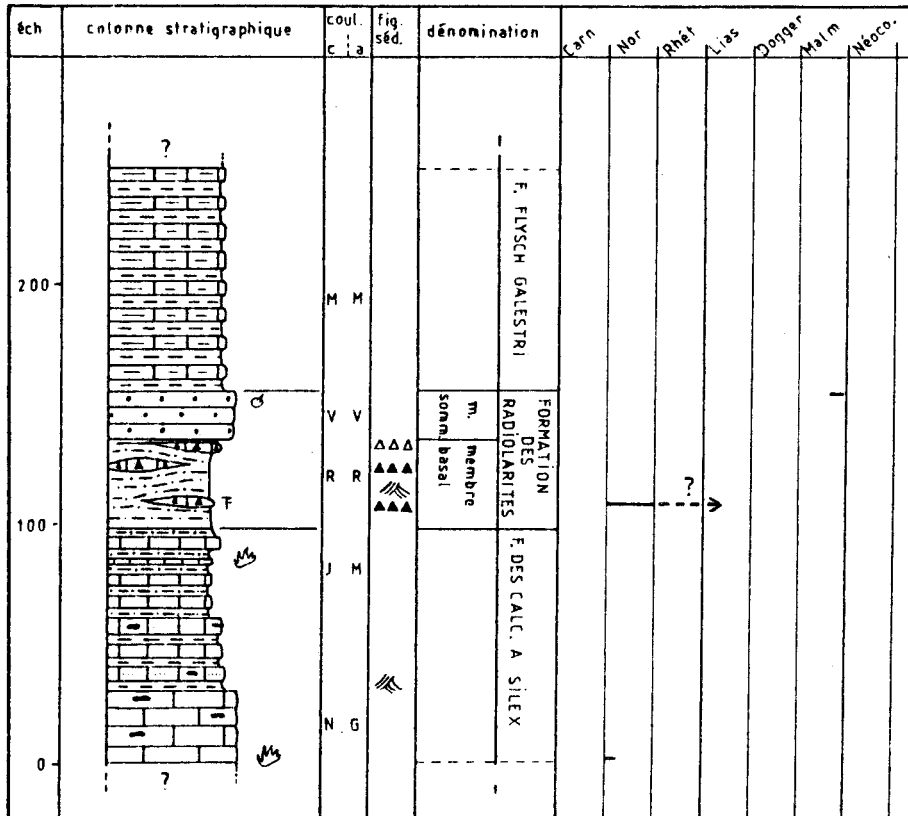 éch
colonne stratigraphique
coul.
c a
fig.
séd.
dénomination
Carn
Nor
Rhét
Lias
Dogger
Malm
Néoco.
?
F. FLYSCH GALESTRI
200
M M
FORMATION
DES
RADIOLARITES
m.
somm.
V V
membre
basal
R R
?
F
100
F. DES CALC. A SILEX
J M
N G
0
?